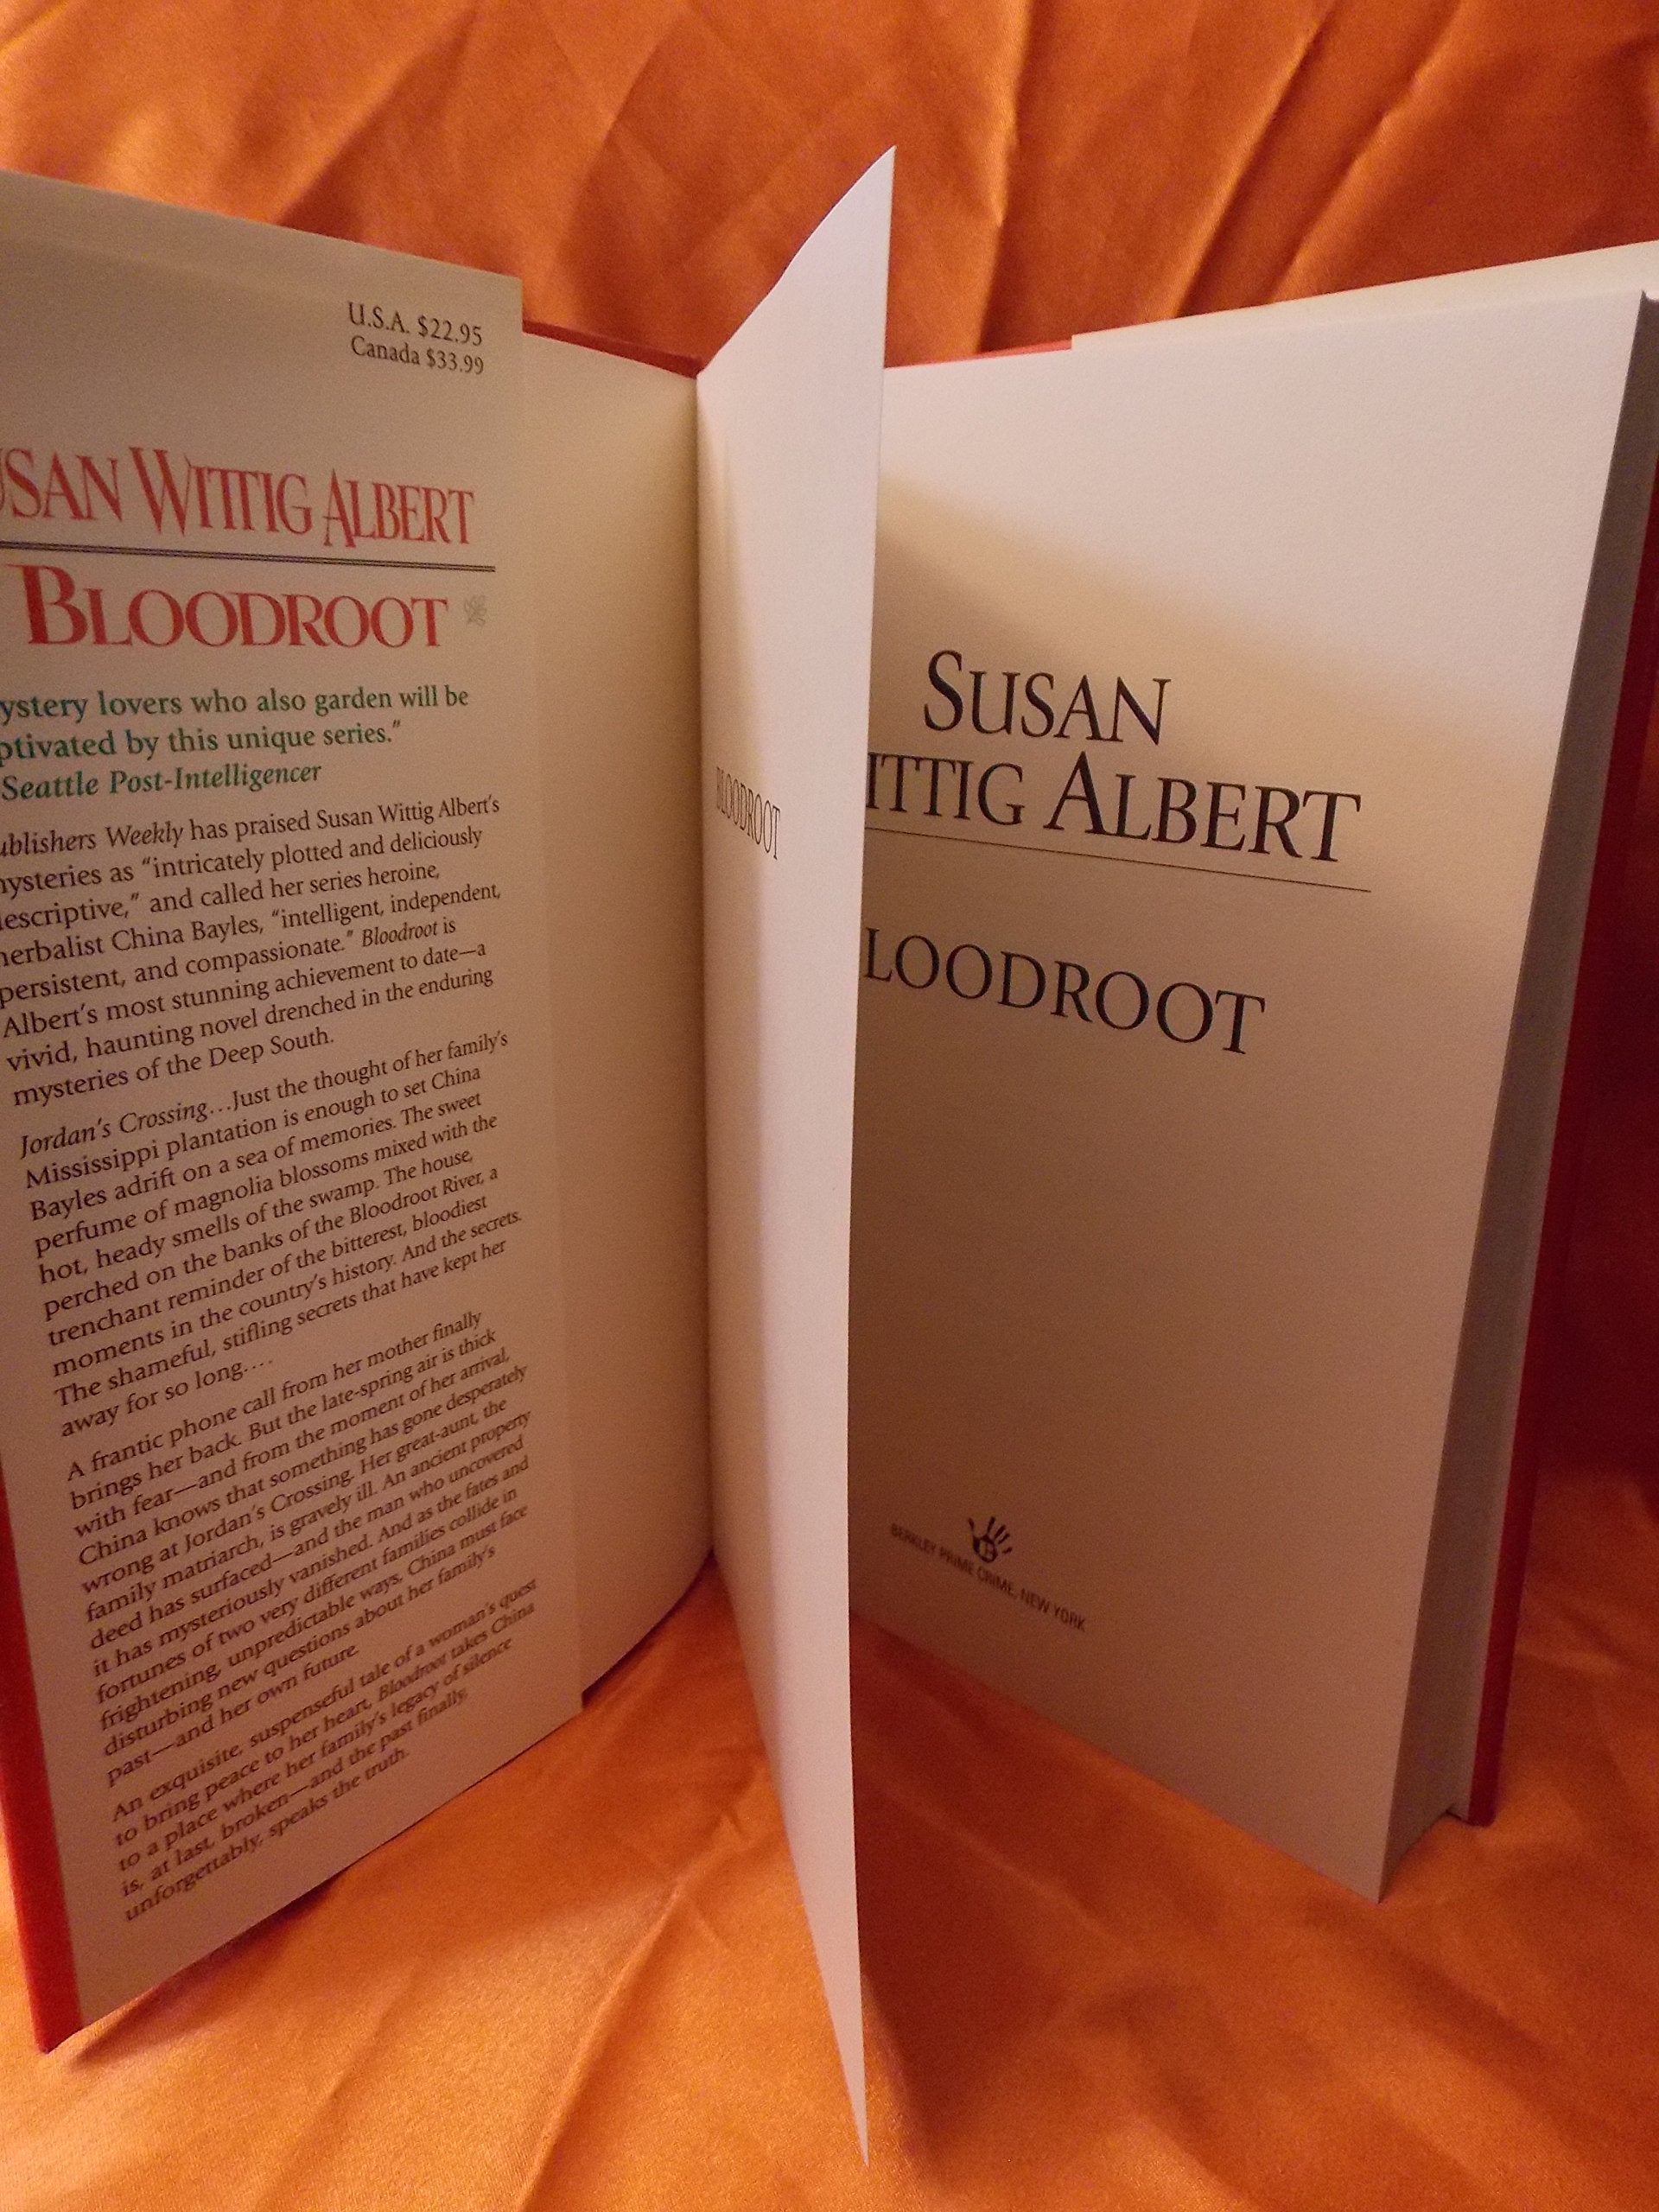 U.S.A. $22.95
Canada $33.99
USAN WITTIG ALBERT
BLOODROOT
ystery lovers who also garden will be
ptivated by this unique series."
Seattle Post-Intelligencer
ublishers Weekly has praised Susan Wittig Albert's
mysteries as "intricately plotted and deliciously
descriptive," and called her series heroine,
herbalist China Bayles, "intelligent, independent,
persistent, and compassionate." Bloodroot is
Albert's most stunning achievement to date—a
vivid, haunting novel drenched in the enduring
mysteries of the Deep South.
Jordan's Crossing...Just the thought of her family's
Mississippi plantation is enough to set China
Bayles adrift on a sea of memories. The sweet
perfume of magnolia blossoms mixed with the
hot, heady smells of the swamp. The house,
perched on the banks of the Bloodroot River, a
trenchant reminder of the bitterest, bloodiest
moments in the country's history. And the secrets.
The shameful, stifling secrets that have kept her
away for so long....
A frantic phone call from her mother finally
brings her back. But the late-spring air is thick
with fear—and from the moment of her arrival,
China knows that something has gone desperately
wrong at Jordan's Crossing. Her great-aunt, the
family matriarch, is gravely ill. An ancient property
deed has surfaced—and the man who uncovered
it has mysteriously vanished. And as the fates and
fortunes of two very different families collide in
frightening, unpredictable ways, China must face
disturbing new questions about her family's
past—and her own future.
An exquisite, suspenseful tale of a woman's quest
to bring peace to her heart, Bloodroot takes China
to a place where her family's legacy of silence
is, at last, broken—and the past finally,
unforgettably, speaks the truth.
BLOODROOT
SUSAN
ITTIG ALBERT
LOODROOT
BERKLEY PRIME CRIME, NEW YORK